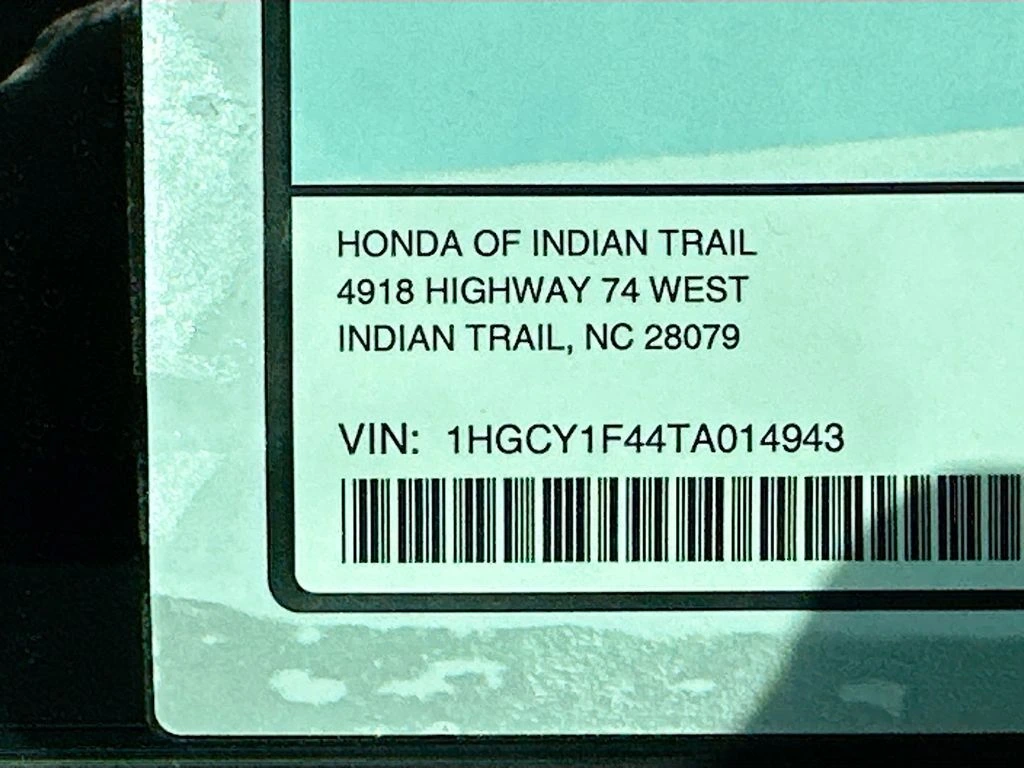 HONDA OF INDIAN TRAIL
4918 HIGHWAY 74 WEST
INDIAN TRAIL, NC 28079
VIN: 1HGCY1F44TA014943